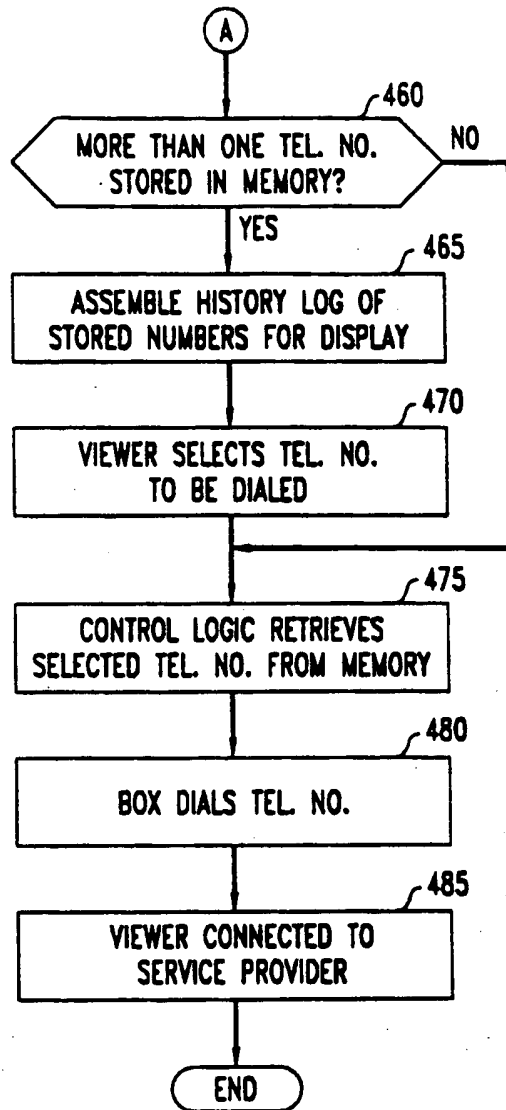 A
460
MORE THAN ONE TEL. NO.
STORED IN MEMORY?
NO
YES
465
ASSEMBLE HISTORY LOG OF
STORED NUMBERS FOR DISPLAY
470
VIEWER SELECTS TEL. NO.
TO BE DIALED
475
CONTROL LOGIC RETRIEVES
SELECTED TEL. NO. FROM MEMORY
480
BOX DIALS TEL. NO.
485
VIEWER CONNECTED TO
SERVICE PROVIDER
END